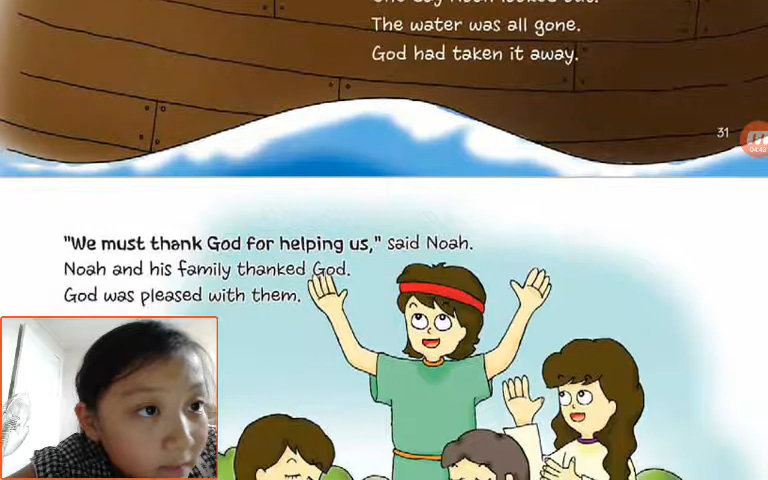 The water was all gone.
God had taken it away.
31
"We must thank God for helping us," said Noah.
Noah and his family thanked God.
God was pleased with them.